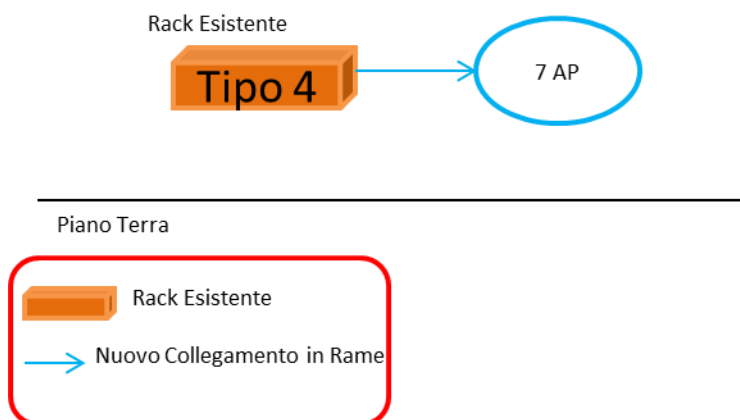 Rack Esistente
Tipo 4
7 AP
Piano Terra
Rack Esistente
Nuovo Collegamento in Rame